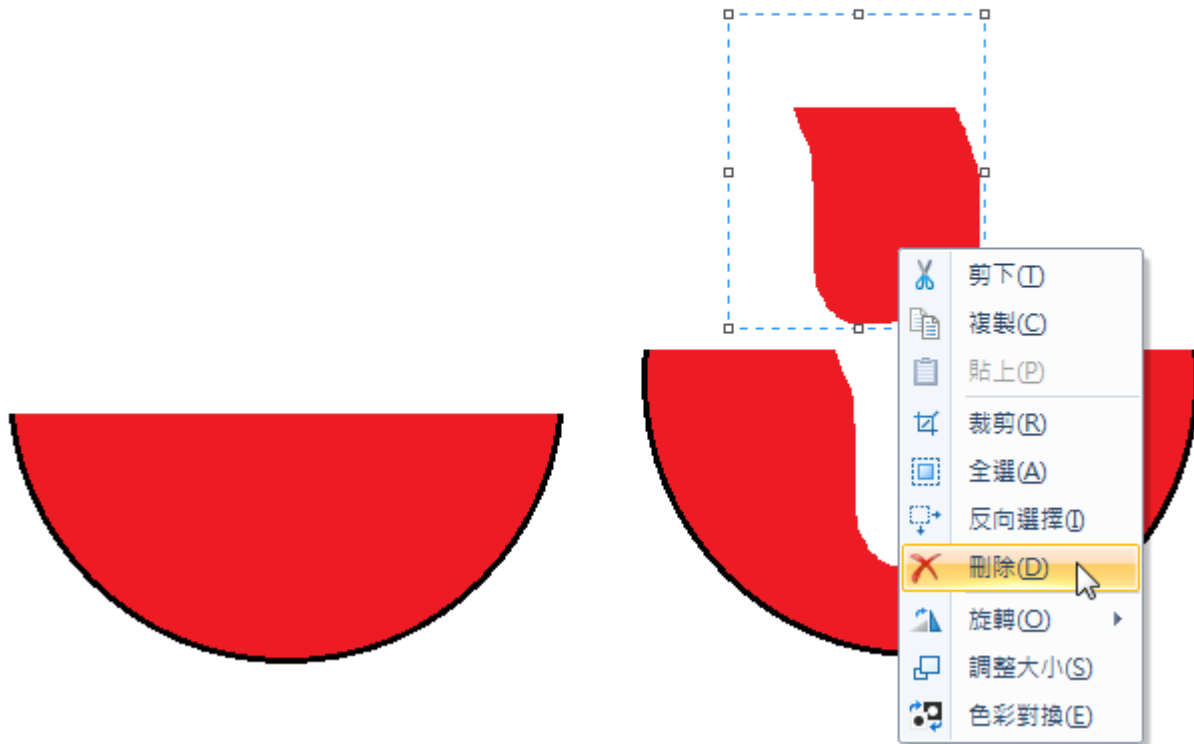 剪下(T)
複製(C)
貼上(P)
裁剪(R)
全選(A)
反向選擇(I)
刪除(D)
旋轉(O)
調整大小(S)
色彩對換(E)